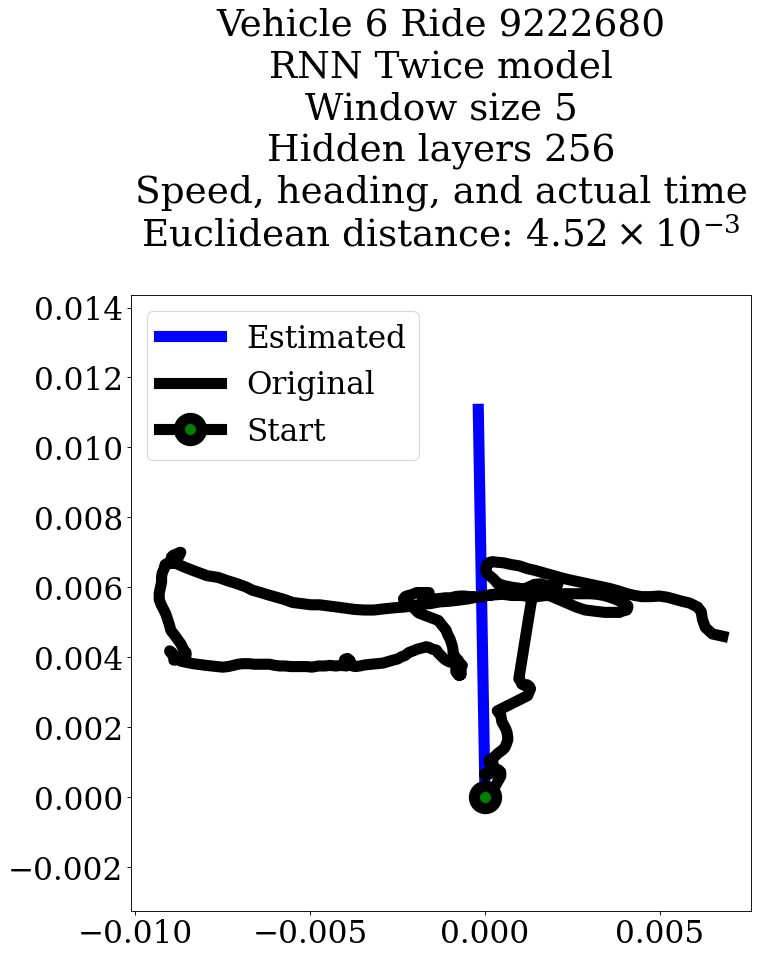 Vehicle 6 Ride 9222680
RNN Twice model
Window size 5
Hidden layers 256
Speed, heading, and actual time
Euclidean distance: 4.52 × 10⁻³
Estimated
Original
Start
0.014
0.012
0.010
0.008
0.006
0.004
0.002
0.000
−0.002
−0.010 −0.005 0.000 0.005